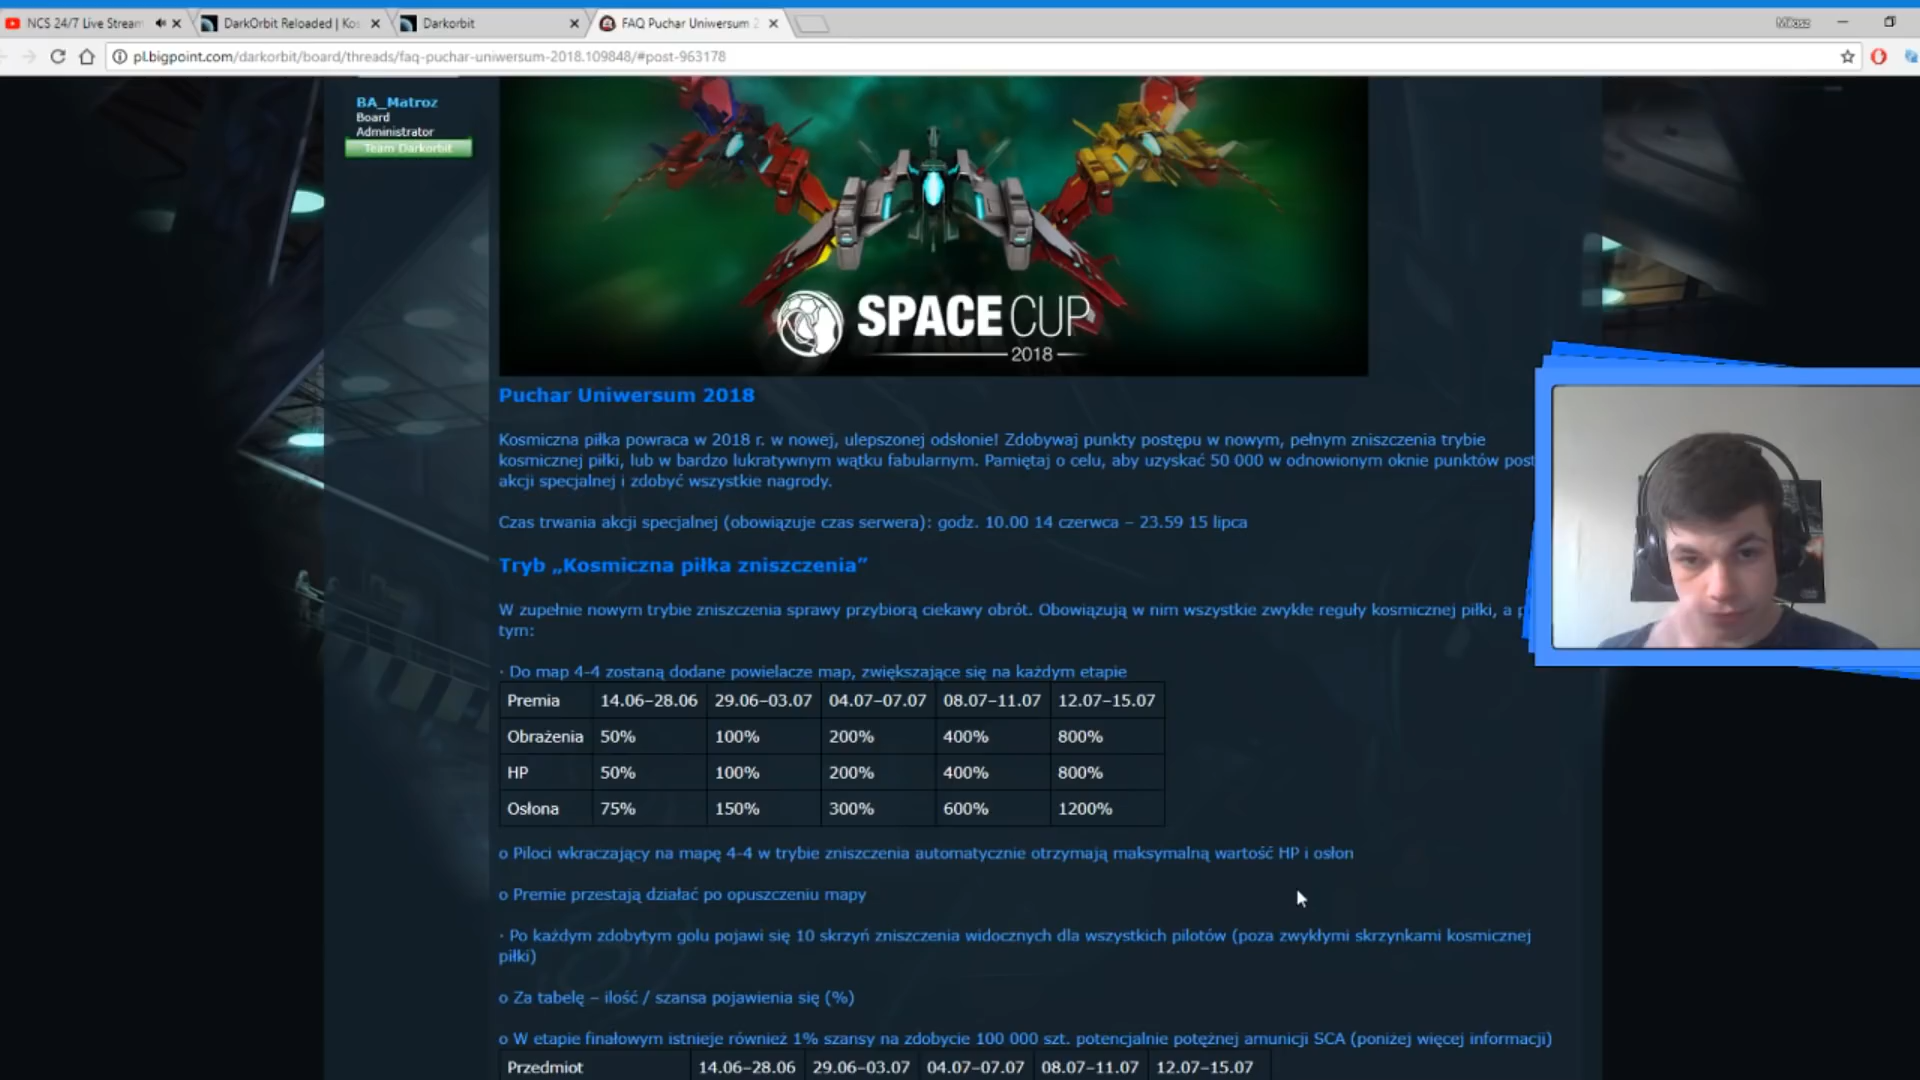 NCS 24/7 Live Stream
DarkOrbit Reloaded | Kos
Darkorbit
FAQ Puchar Uniwersum 2
Miłosz
pl.bigpoint.com/darkorbit/board/threads/faq-puchar-uniwersum-2018.109848/#post-963178
BA_Matroz
Board
Administrator
Team Darkorbit
SPACE CUP
2018
Puchar Uniwersum 2018
Kosmiczna piłka powraca w 2018 r. w nowej, ulepszonej odsłonie! Zdobywaj punkty postępu w nowym, pełnym zniszczenia trybie
kosmicznej piłki, lub w bardzo lukratywnym wątku fabularnym. Pamiętaj o celu, aby uzyskać 50 000 w odnowionym oknie punktów post
akcji specjalnej i zdobyć wszystkie nagrody.
Czas trwania akcji specjalnej (obowiązuje czas serwera): godz. 10.00 14 czerwca – 23.59 15 lipca
Tryb „Kosmiczna piłka zniszczenia”
W zupełnie nowym trybie zniszczenia sprawy przybiorą ciekawy obrót. Obowiązują w nim wszystkie zwykłe reguły kosmicznej piłki, a p
tym:
· Do map 4-4 zostaną dodane powielacze map, zwiększające się na każdym etapie
Premia 14.06–28.06 29.06–03.07 04.07–07.07 08.07–11.07 12.07–15.07
Obrażenia 50% 100% 200% 400% 800%
HP 50% 100% 200% 400% 800%
Osłona 75% 150% 300% 600% 1200%
o Piloci wkraczający na mapę 4-4 w trybie zniszczenia automatycznie otrzymają maksymalną wartość HP i osłon
o Premie przestają działać po opuszczeniu mapy
· Po każdym zdobytym golu pojawi się 10 skrzyń zniszczenia widocznych dla wszystkich pilotów (poza zwykłymi skrzynkami kosmicznej
piłki)
o Za tabelę – ilość / szansa pojawienia się (%)
o W etapie finałowym istnieje również 1% szansy na zdobycie 100 000 szt. potencjalnie potężnej amunicji SCA (poniżej więcej informacji)
Przedmiot 14.06–28.06 29.06–03.07 04.07–07.07 08.07–11.07 12.07–15.07